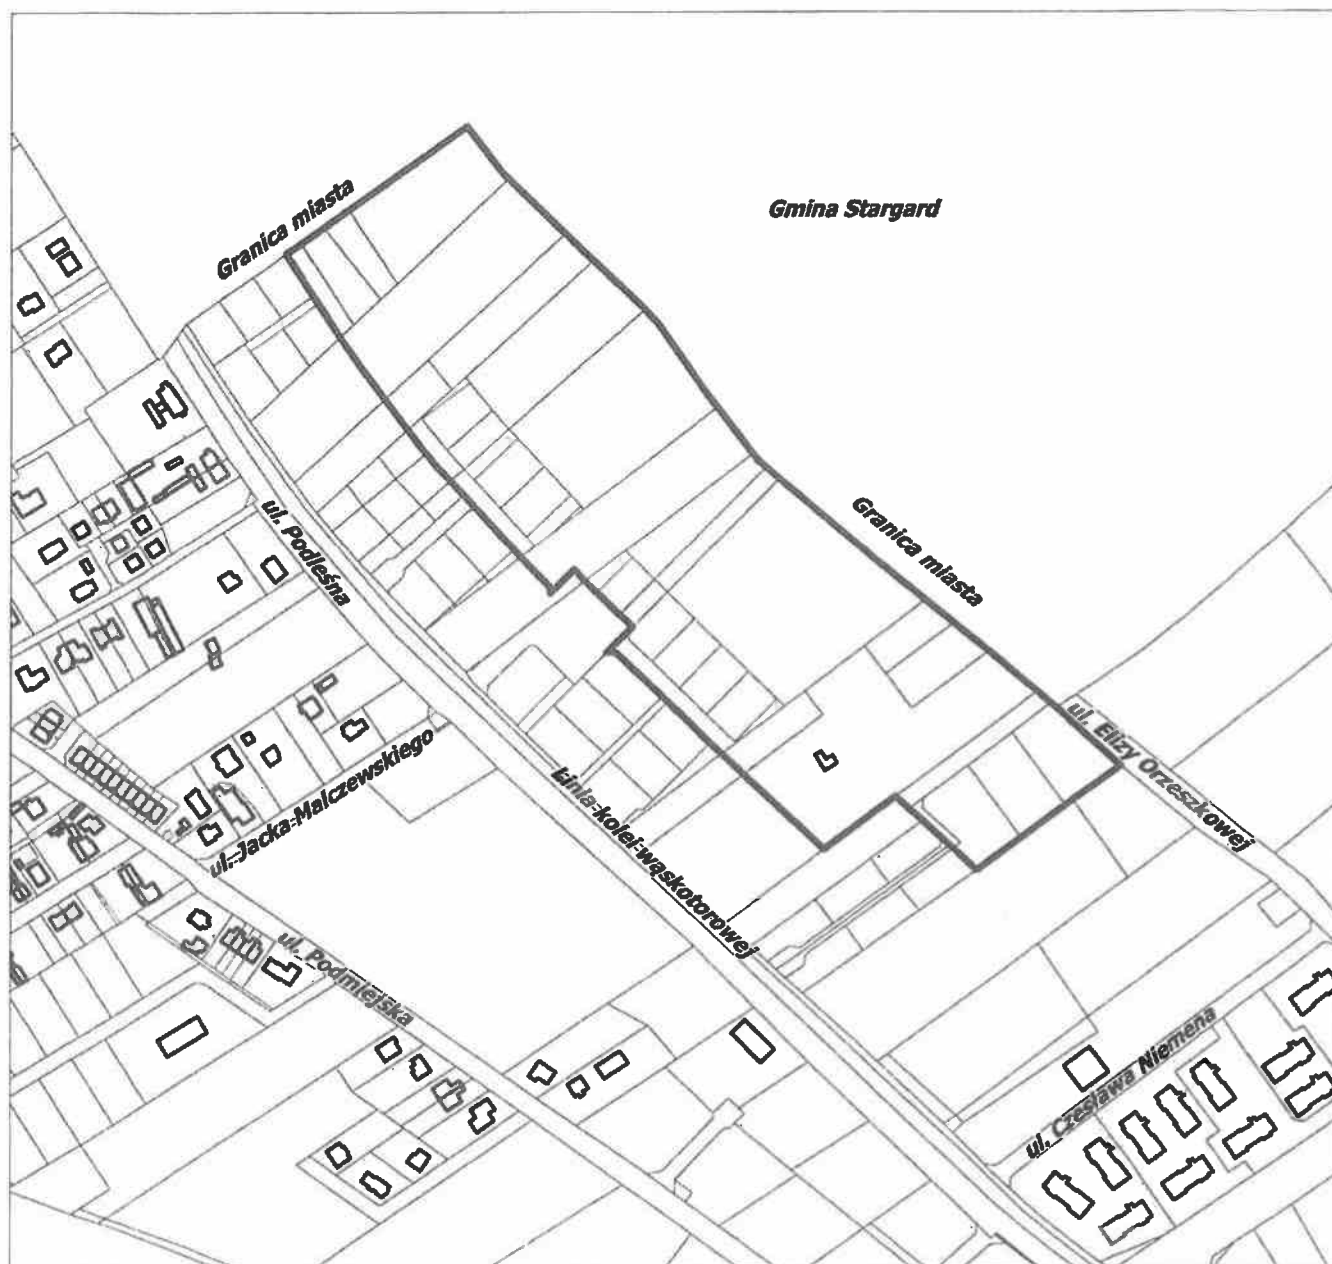 Granica miasta
Gmina Stargard
Granica miasta
ul. Podleśna
ul. Elizy Orzeszkowej
ul. Jacka Malczewskiego
Linia kolei wąskotorowej
ul. Podmiejska
ul. Czesława Niemena